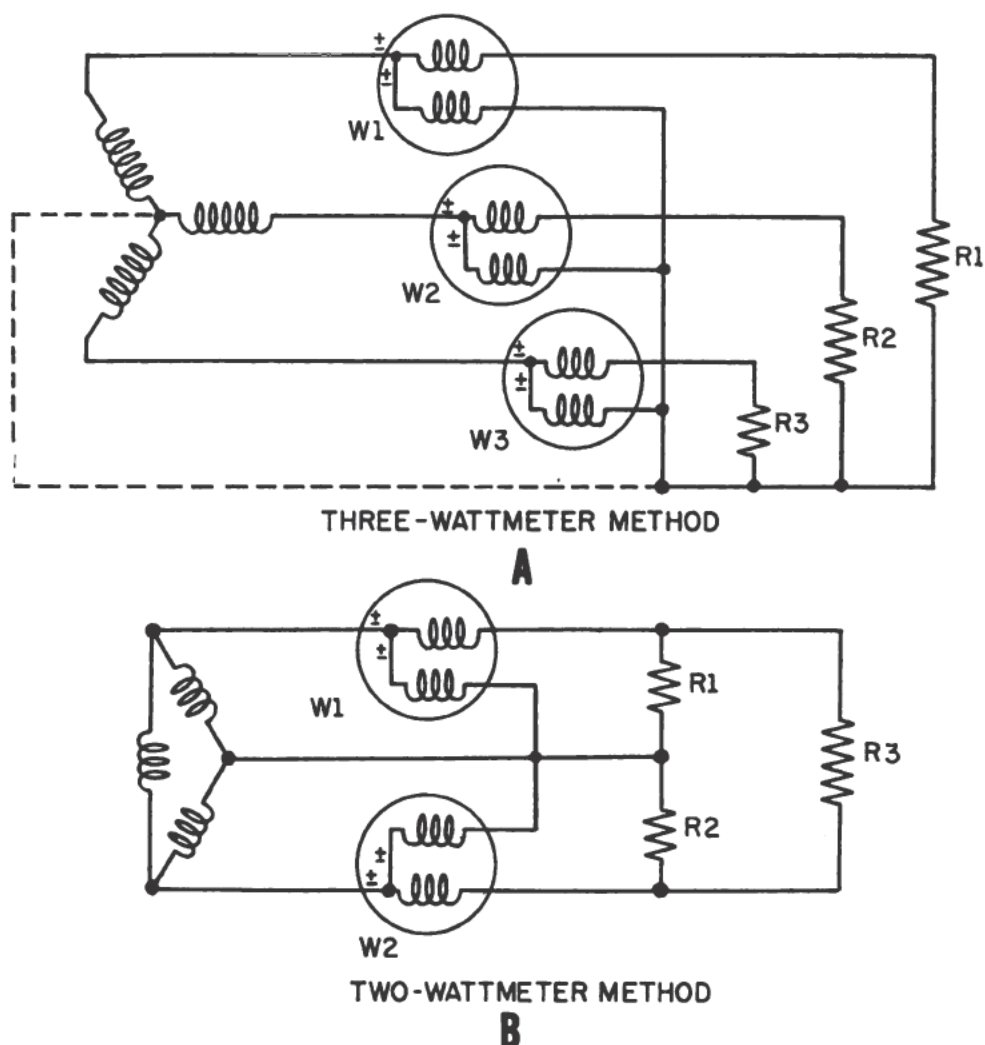 ±
±
W1
±
±
W2
±
±
W3
R1
R2
R3
THREE-WATTMETER METHOD
A
±
±
W1
R1
R3
R2
±
±
W2
TWO-WATTMETER METHOD
B